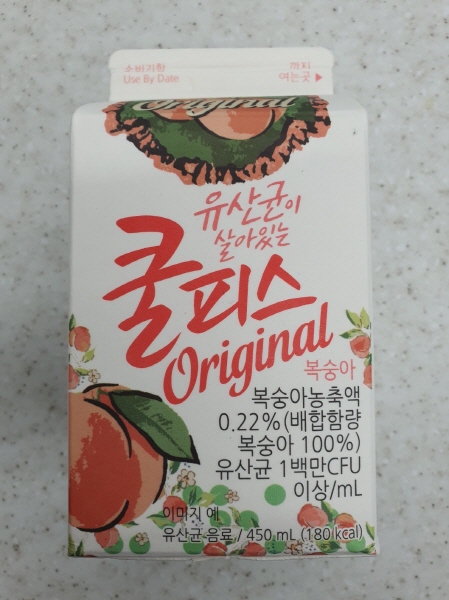 소비기한
Use By Date
까지
여는곳 ▶
Original
유산균이
살아있는
쿨피스
Original
복숭아
복숭아농축액
0.22%(배합함량
복숭아 100%)
유산균 1백만CFU
이상/mL
이미지 예
유산균 음료 / 450 mL (180 kcal)